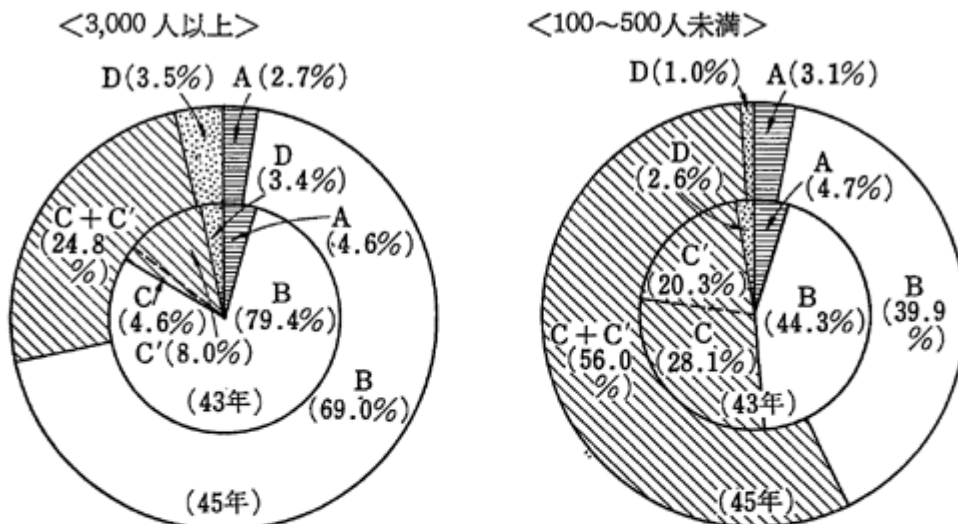 <3,000人以上>
D(3.5%)
A(2.7%)
D
(3.4%)
A
(4.6%)
C+C′
(24.8
%)
C
(4.6%)
C′(8.0%)
B
(79.4%)
B
(69.0%)
(43年)
(45年)
<100～500人未満>
D(1.0%)
A(3.1%)
D
(2.6%)
A
(4.7%)
C′
(20.3%)
B
(44.3%)
B
(39.9
%)
C+C′
(56.0
%)
C
(28.1%)
(43年)
(45年)